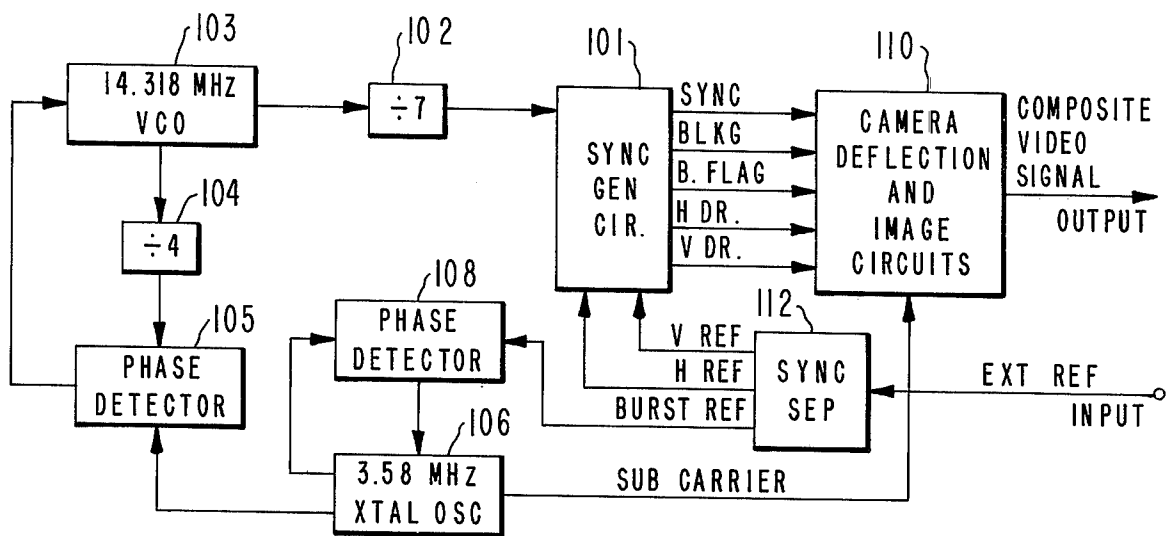 103
14.318 MHz
VCO
102
÷7
101
SYNC
GEN
CIR.
SYNC
BLKG
B. FLAG
H DR.
V DR.
110
CAMERA
DEFLECTION
AND
IMAGE
CIRCUITS
COMPOSITE
VIDEO
SIGNAL
OUTPUT
104
÷4
105
PHASE
DETECTOR
108
PHASE
DETECTOR
V REF
H REF
BURST REF
112
SYNC
SEP
EXT REF
INPUT
106
3.58 MHz
XTAL OSC
SUB CARRIER